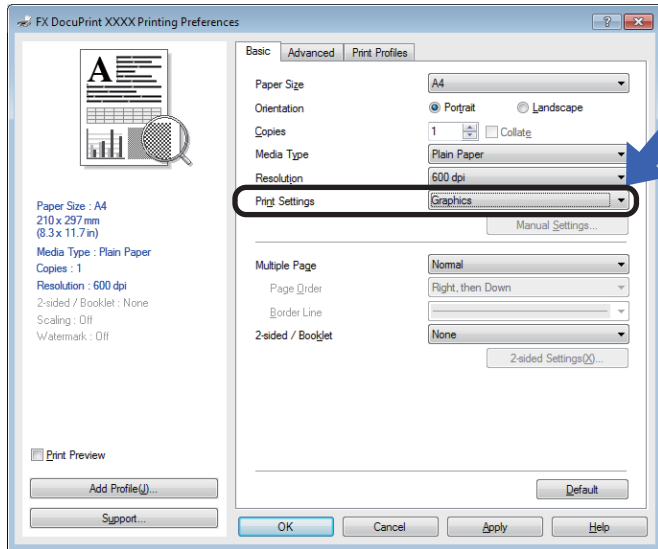 FX DocuPrint XXXX Printing Preferences
A
Paper Size : A4
210 x 297 mm
(8.3 x 11.7 in)
Media Type : Plain Paper
Copies : 1
Resolution : 600 dpi
2-sided / Booklet : None
Scaling : Off
Watermark : Off
Print Preview
Add Profile(J)...
Support...
Basic Advanced Print Profiles
Paper Size A4
Orientation Portrait Landscape
Copies 1 Collate
Media Type Plain Paper
Resolution 600 dpi
Print Settings Graphics
Manual Settings...
Multiple Page Normal
Page Order Right, then Down
Border Line
2-sided / Booklet None
2-sided Settings(X)...
Default
OK Cancel Apply Help